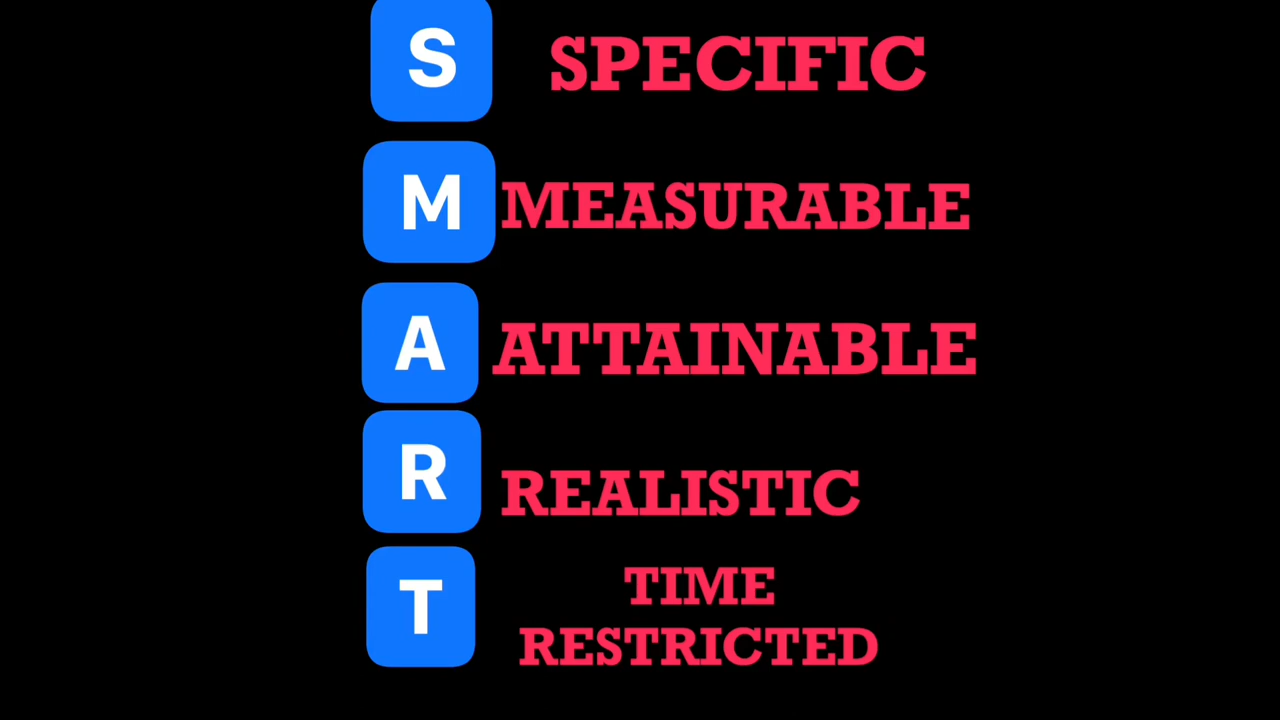 S SPECIFIC
M MEASURABLE
A ATTAINABLE
R REALISTIC
T TIME
RESTRICTED